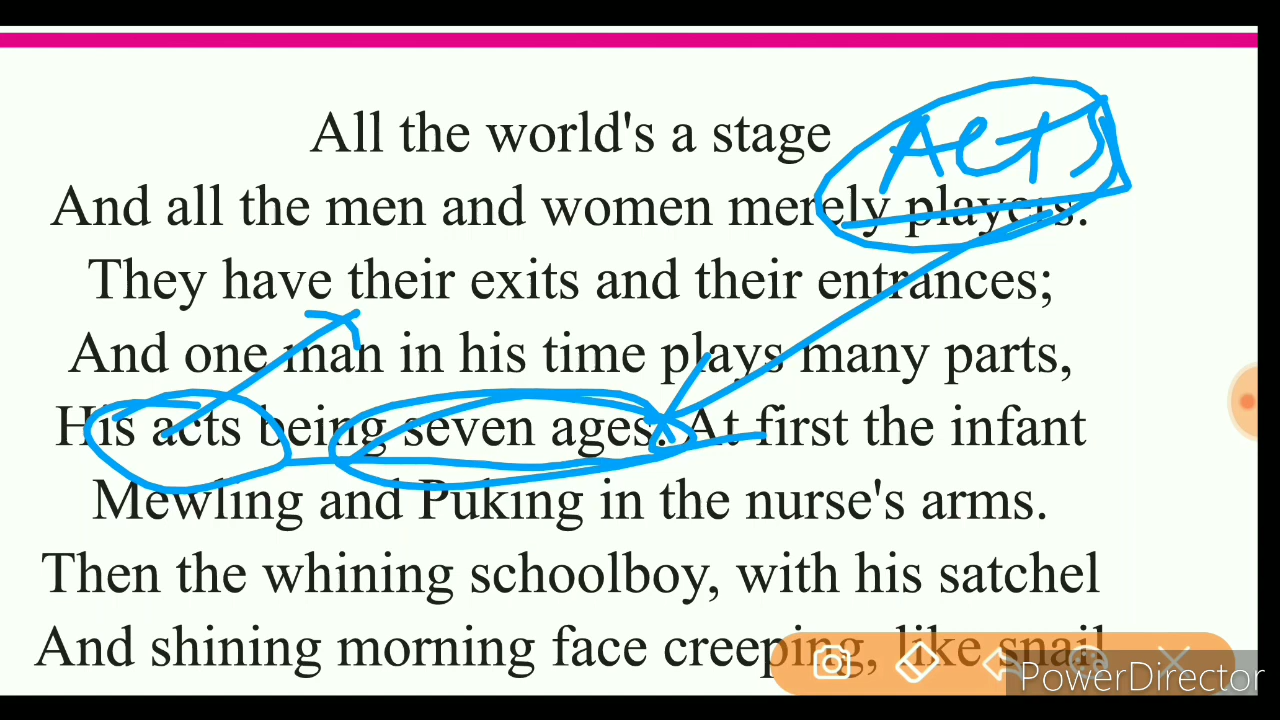 All the world's a stage
Acts
And all the men and women merely players.
They have their exits and their entrances;
And one man in his time plays many parts,
His acts being seven ages. At first the infant
Mewling and Puking in the nurse's arms.
Then the whining schoolboy, with his satchel
And shining morning face creeping, like snail
PowerDirector